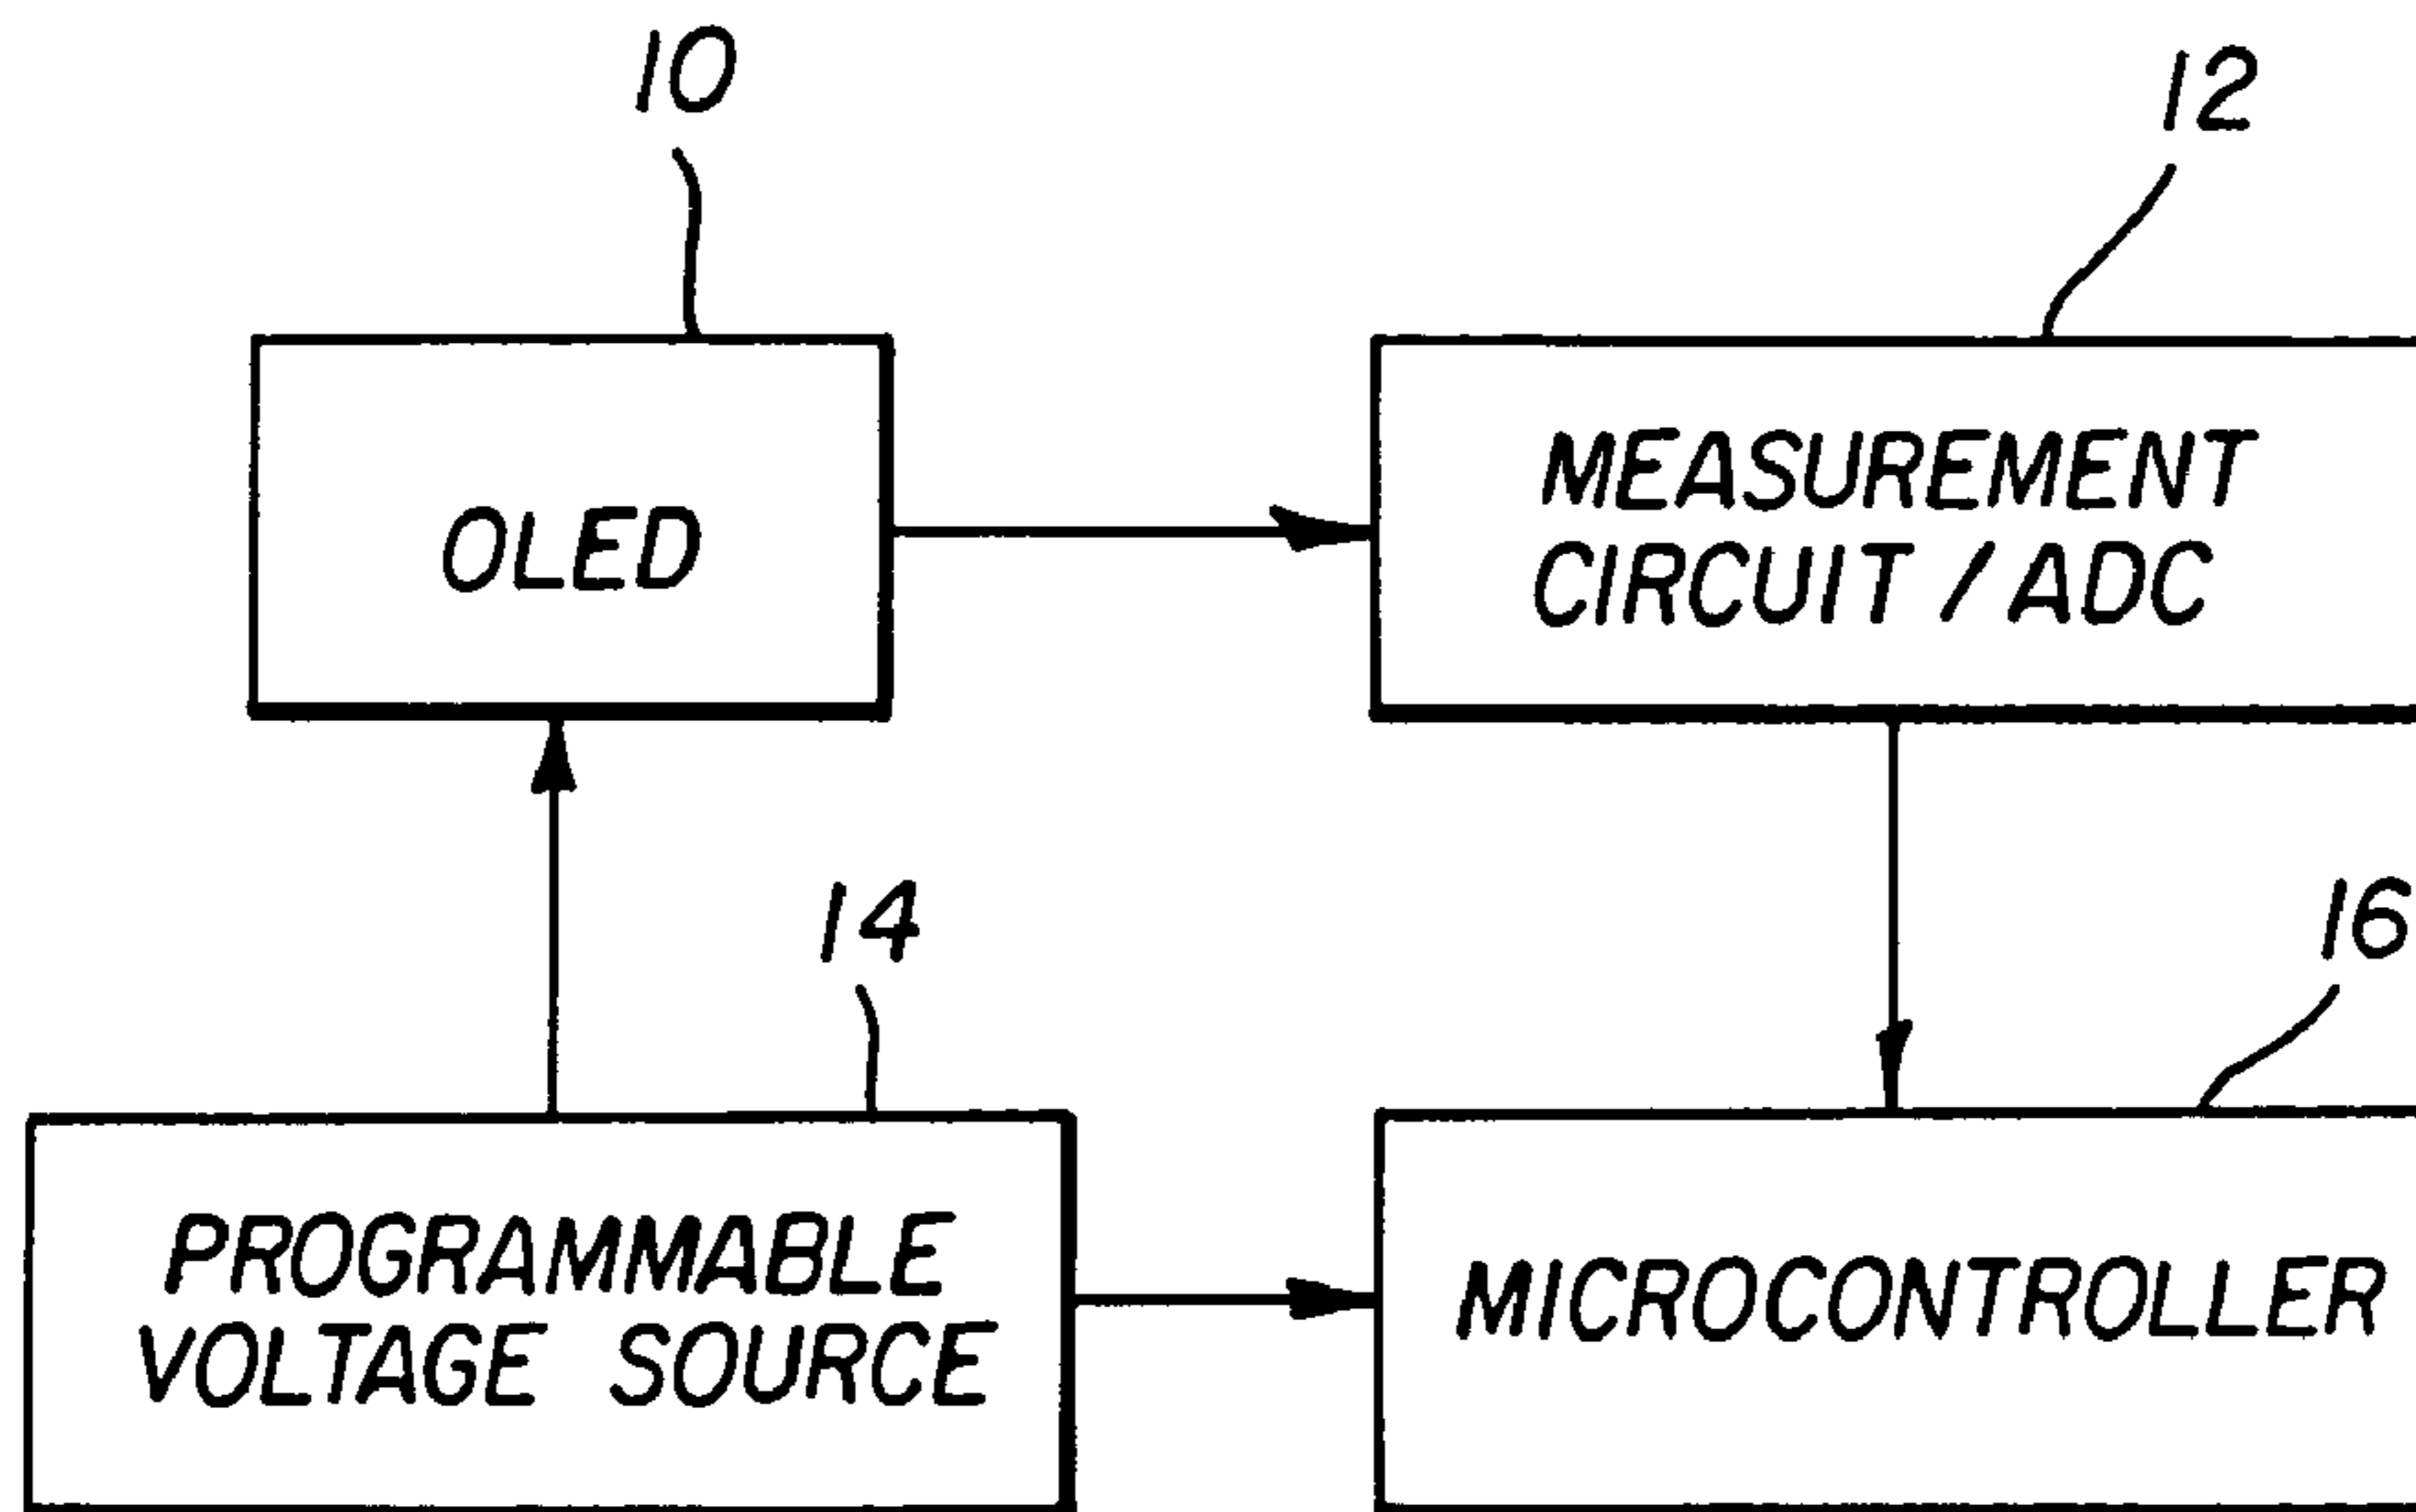 10
12
OLED
MEASUREMENT
CIRCUIT / ADC
14
16
PROGRAMMABLE
VOLTAGE SOURCE
MICROCONTROLLER